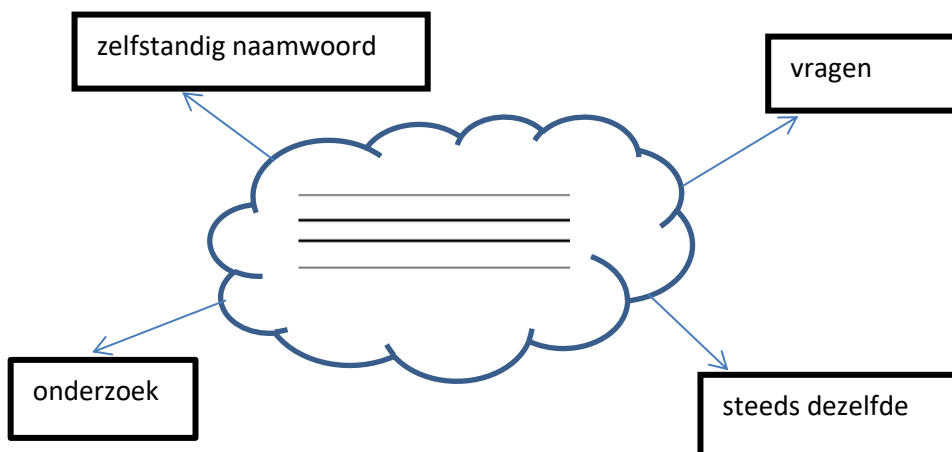 zelfstandig naamwoord
vragen
onderzoek
steeds dezelfde